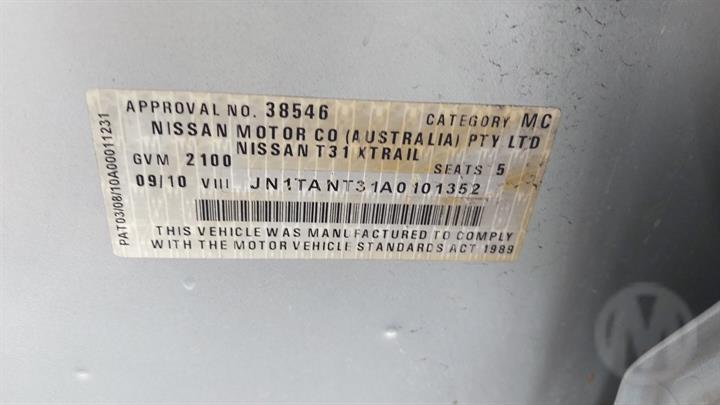 APPROVAL NO. 38546 CATEGORY MC
NISSAN MOTOR CO (AUSTRALIA) PTY LTD
NISSAN T31 XTRAIL
GVM 2100 SEATS 5
09/10 VIII JN1TANT31A0101352
THIS VEHICLE WAS MANUFACTURED TO COMPLY
WITH THE MOTOR VEHICLE STANDARDS ACT 1989
PAT03/08/10A00011231
M